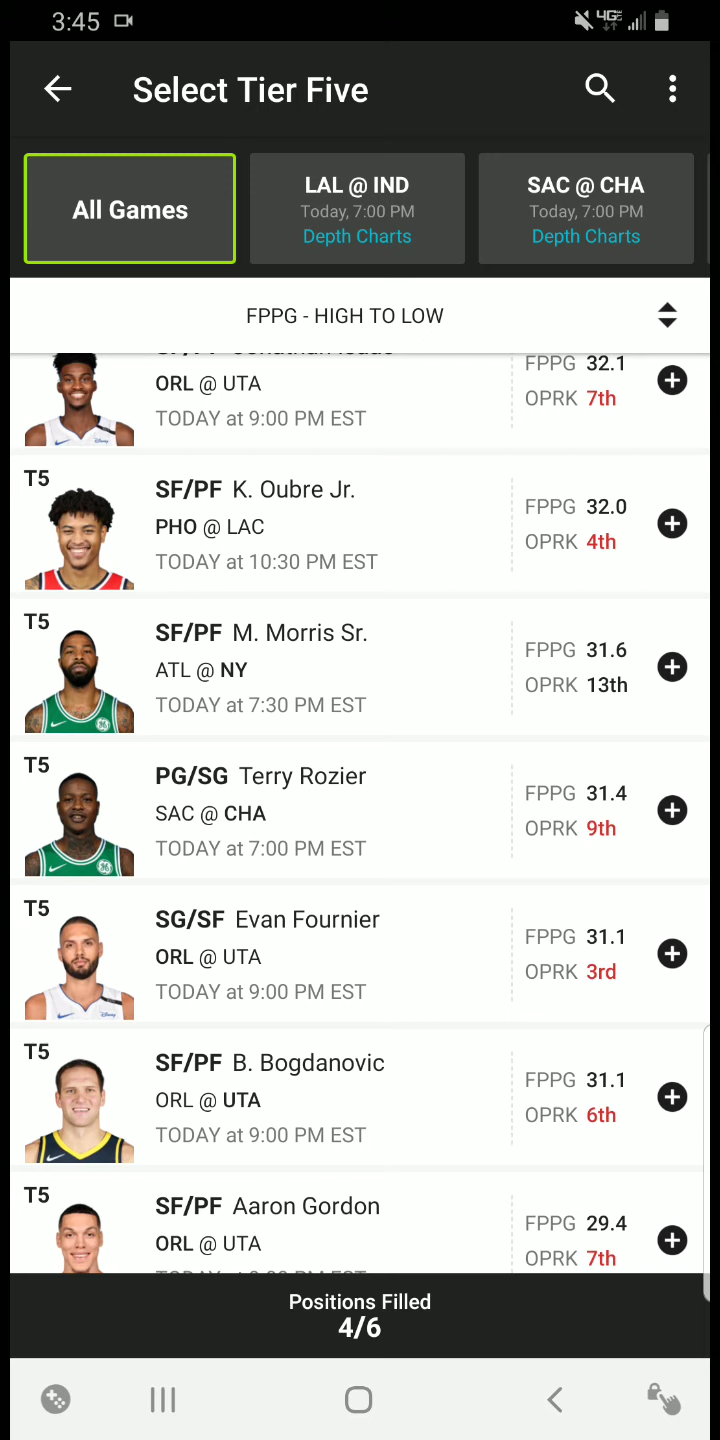 3:45
4GE
Select Tier Five
All Games
LAL @ IND
Today, 7:00 PM
Depth Charts
SAC @ CHA
Today, 7:00 PM
Depth Charts
FPPG - HIGH TO LOW
ORL @ UTA
TODAY at 9:00 PM EST
FPPG 32.1
OPRK 7th
T5
SF/PF K. Oubre Jr.
PHO @ LAC
TODAY at 10:30 PM EST
FPPG 32.0
OPRK 4th
T5
SF/PF M. Morris Sr.
ATL @ NY
TODAY at 7:30 PM EST
FPPG 31.6
OPRK 13th
T5
PG/SG Terry Rozier
SAC @ CHA
TODAY at 7:00 PM EST
FPPG 31.4
OPRK 9th
T5
SG/SF Evan Fournier
ORL @ UTA
TODAY at 9:00 PM EST
FPPG 31.1
OPRK 3rd
T5
SF/PF B. Bogdanovic
ORL @ UTA
TODAY at 9:00 PM EST
FPPG 31.1
OPRK 6th
T5
SF/PF Aaron Gordon
ORL @ UTA
FPPG 29.4
OPRK 7th
Positions Filled
4/6